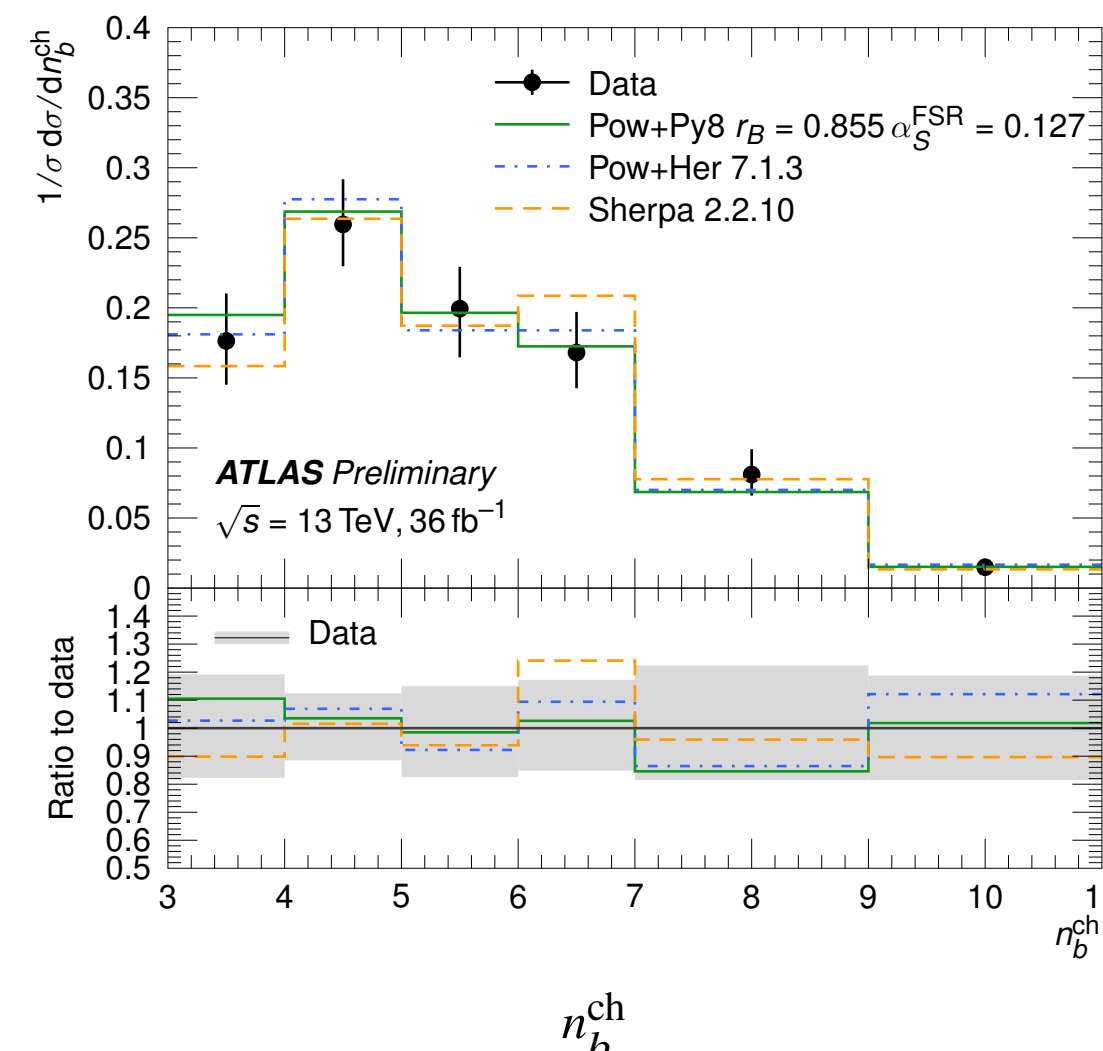 1/σ dσ/dn_b^ch
0.4
0.35
0.3
0.25
0.2
0.15
0.1
0.05
0
Data
Pow+Py8 r_B = 0.855 α_S^FSR = 0.127
Pow+Her 7.1.3
Sherpa 2.2.10
ATLAS Preliminary
√s = 13 TeV, 36 fb⁻¹
Ratio to data
1.4
1.3
1.2
1.1
1
0.9
0.8
0.7
0.6
0.5
Data
3 4 5 6 7 8 9 10 1
n_b^ch
n_b^ch